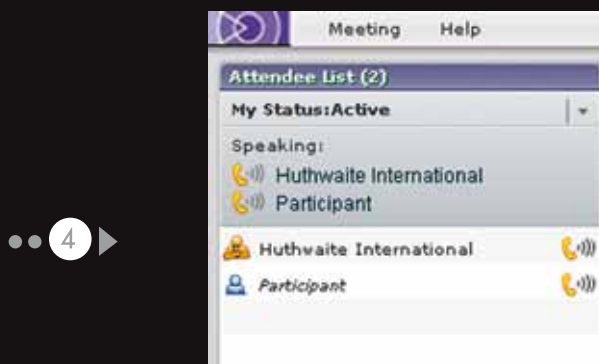 Meeting Help
Attendee List (2)
My Status:Active
Speaking:
Huthwaite International
Participant
4
Huthwaite International
Participant